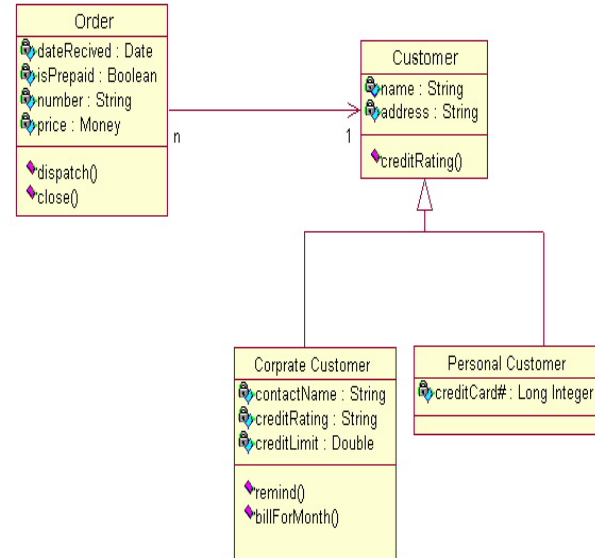 Order
dateRecived : Date
isPrepaid : Boolean
number : String
price : Money
dispatch()
close()
n
1
Customer
name : String
address : String
creditRating()
Corprate Customer
contactName : String
creditRating : String
creditLimit : Double
remind()
billForMonth()
Personal Customer
creditCard# : Long Integer